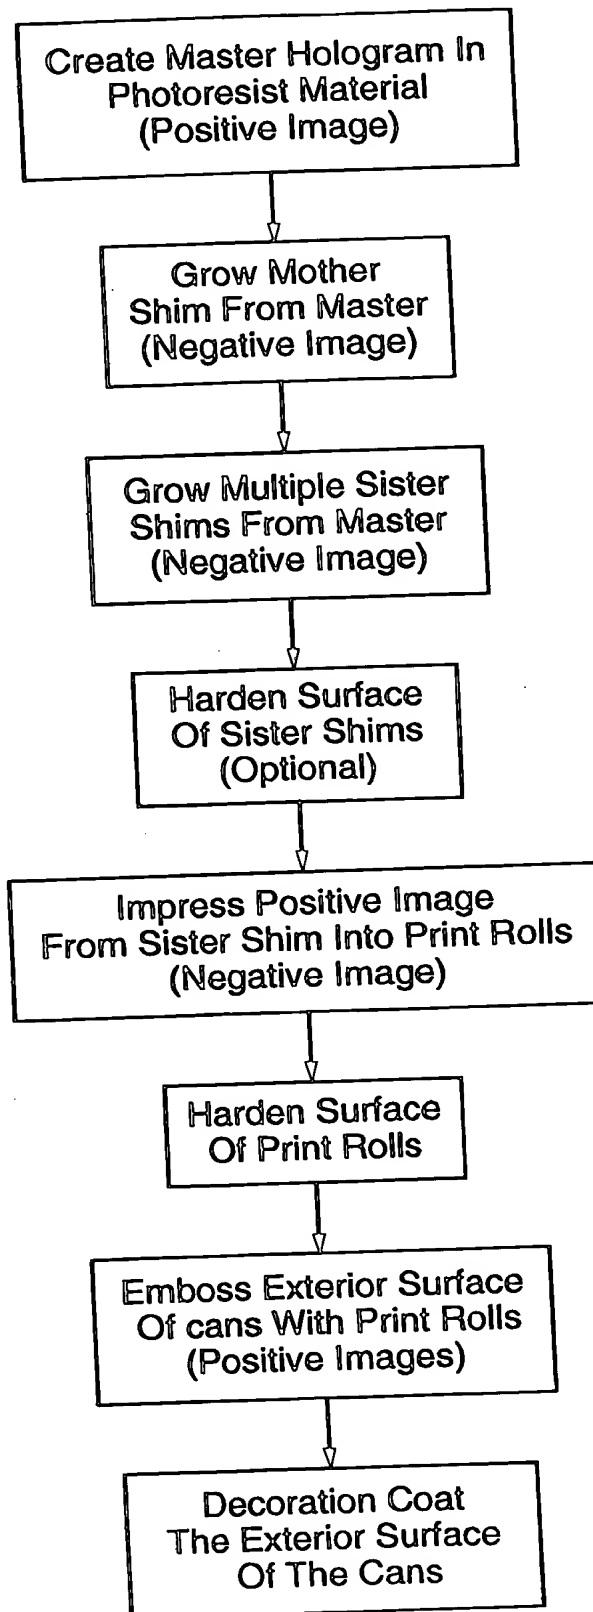 Create Master Hologram In
Photoresist Material
(Positive Image)
Grow Mother
Shim From Master
(Negative Image)
Grow Multiple Sister
Shims From Master
(Negative Image)
Harden Surface
Of Sister Shims
(Optional)
Impress Positive Image
From Sister Shim Into Print Rolls
(Negative Image)
Harden Surface
Of Print Rolls
Emboss Exterior Surface
Of cans With Print Rolls
(Positive Images)
Decoration Coat
The Exterior Surface
Of The Cans